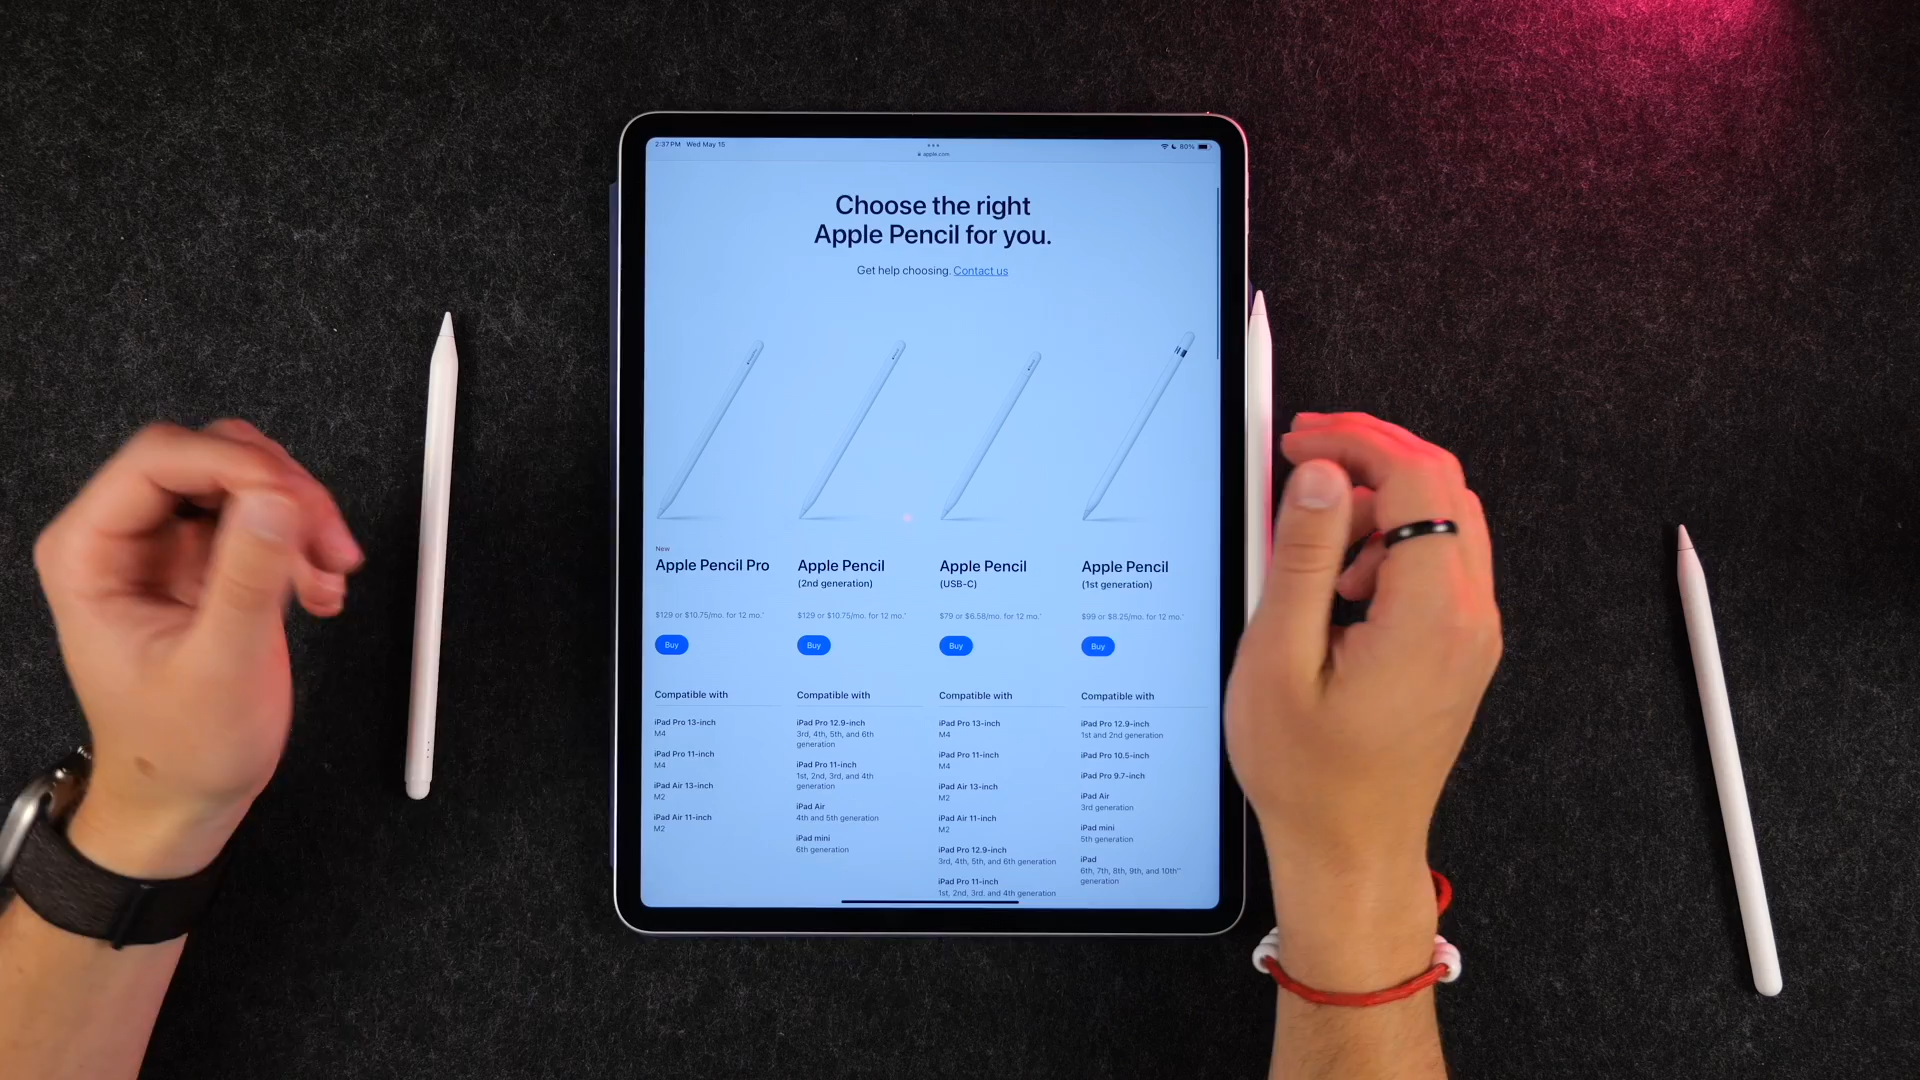 2:37 PM Wed May 15
80%
apple.com
Choose the right
Apple Pencil for you.
Get help choosing. Contact us
New
Apple Pencil Pro
$129 or $10.75/mo. for 12 mo.*
Buy
Compatible with
iPad Pro 13-inch
M4
iPad Pro 11-inch
M4
iPad Air 13-inch
M2
iPad Air 11-inch
M2
Apple Pencil
(2nd generation)
$129 or $10.75/mo. for 12 mo.*
Buy
Compatible with
iPad Pro 12.9-inch
3rd, 4th, 5th, and 6th
generation
iPad Pro 11-inch
1st, 2nd, 3rd, and 4th
generation
iPad Air
4th and 5th generation
iPad mini
6th generation
Apple Pencil
(USB-C)
$79 or $6.58/mo. for 12 mo.*
Buy
Compatible with
iPad Pro 13-inch
M4
iPad Pro 11-inch
M4
iPad Air 13-inch
M2
iPad Air 11-inch
M2
iPad Pro 12.9-inch
3rd, 4th, 5th, and 6th generation
iPad Pro 11-inch
1st, 2nd, 3rd, and 4th generation
Apple Pencil
(1st generation)
$99 or $8.25/mo. for 12 mo.*
Buy
Compatible with
iPad Pro 12.9-inch
1st and 2nd generation
iPad Pro 10.5-inch
iPad Pro 9.7-inch
iPad Air
3rd generation
iPad mini
5th generation
iPad
6th, 7th, 8th, 9th, and 10th**
generation